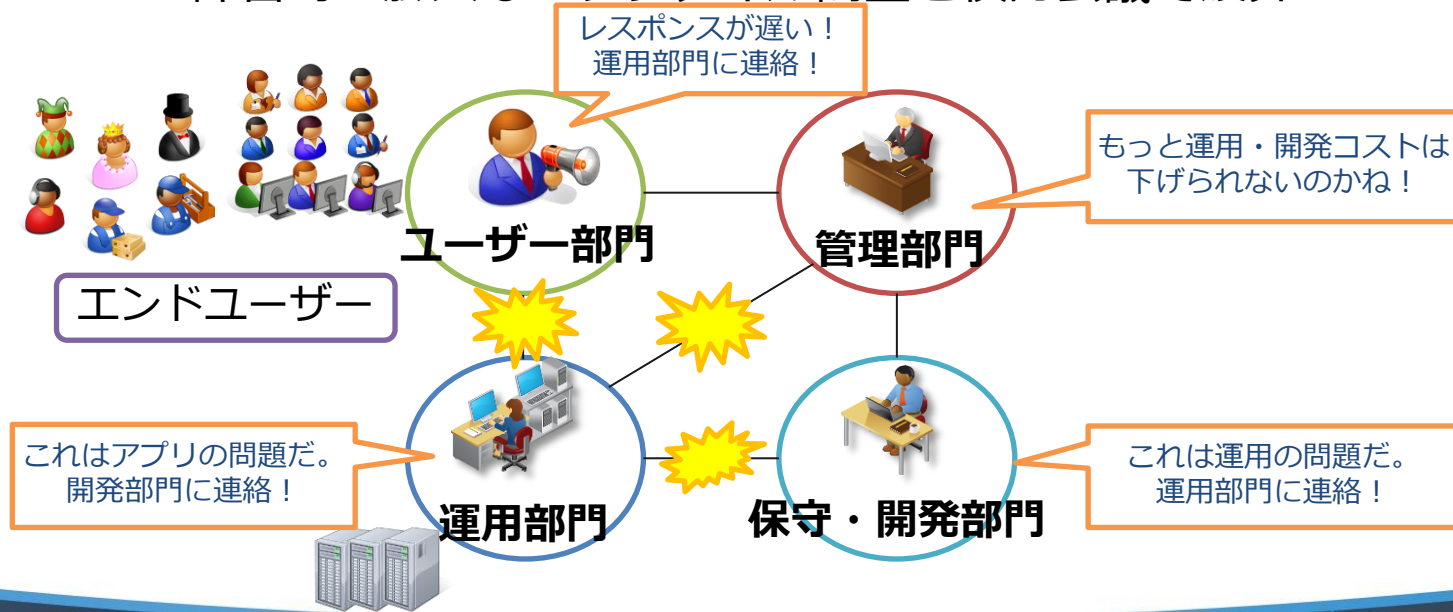 レスポンスが遅い！
運用部門に連絡！
もっと運用・開発コストは
下げられないのかね！
ユーザー部門
管理部門
エンドユーザー
これはアプリの問題だ。
開発部門に連絡！
これは運用の問題だ。
運用部門に連絡！
運用部門
保守・開発部門